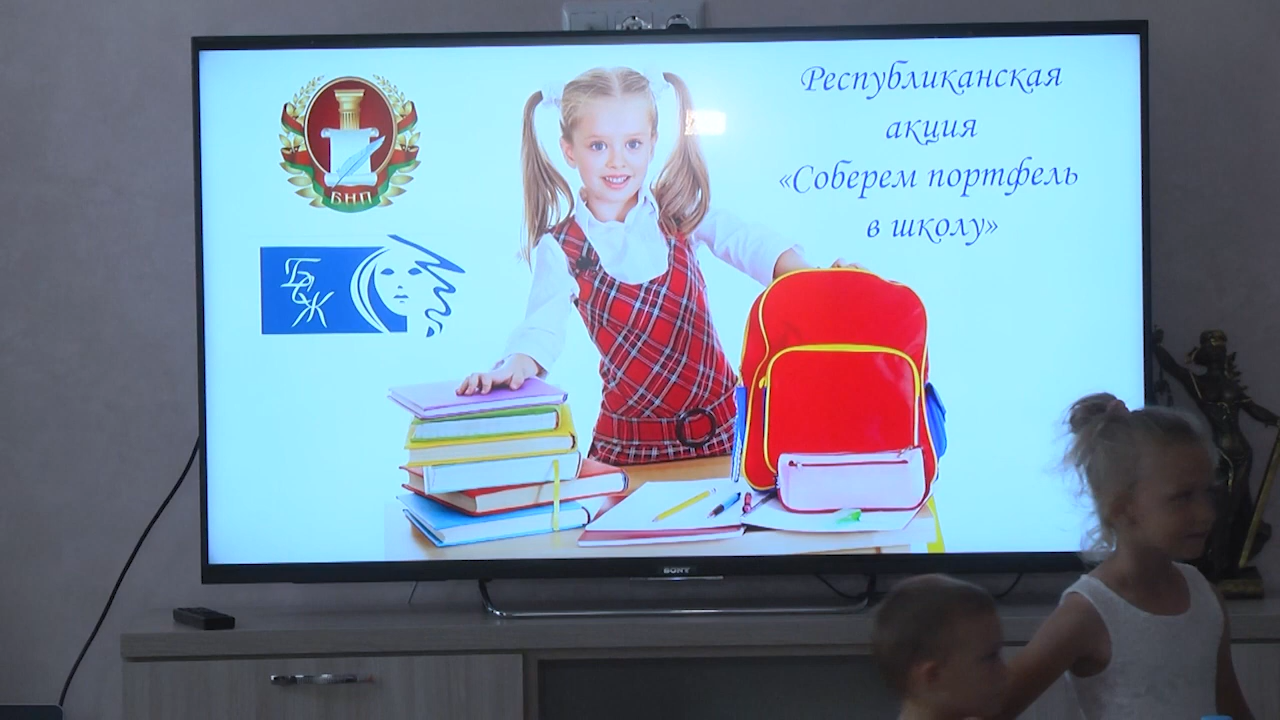 Республиканская
акция
«Соберем портфель
в школу»
БНП
БСЖ
SONY